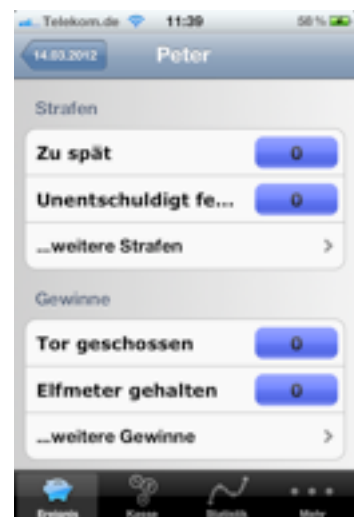 Telekom.de 11:39 58 %
14.03.2012 Peter
Strafen
Zu spät 0
Unentschuldigt fe... 0
...weitere Strafen
Gewinne
Tor geschossen 0
Elfmeter gehalten 0
...weitere Gewinne
Ereignis Kasse Statistik Mehr